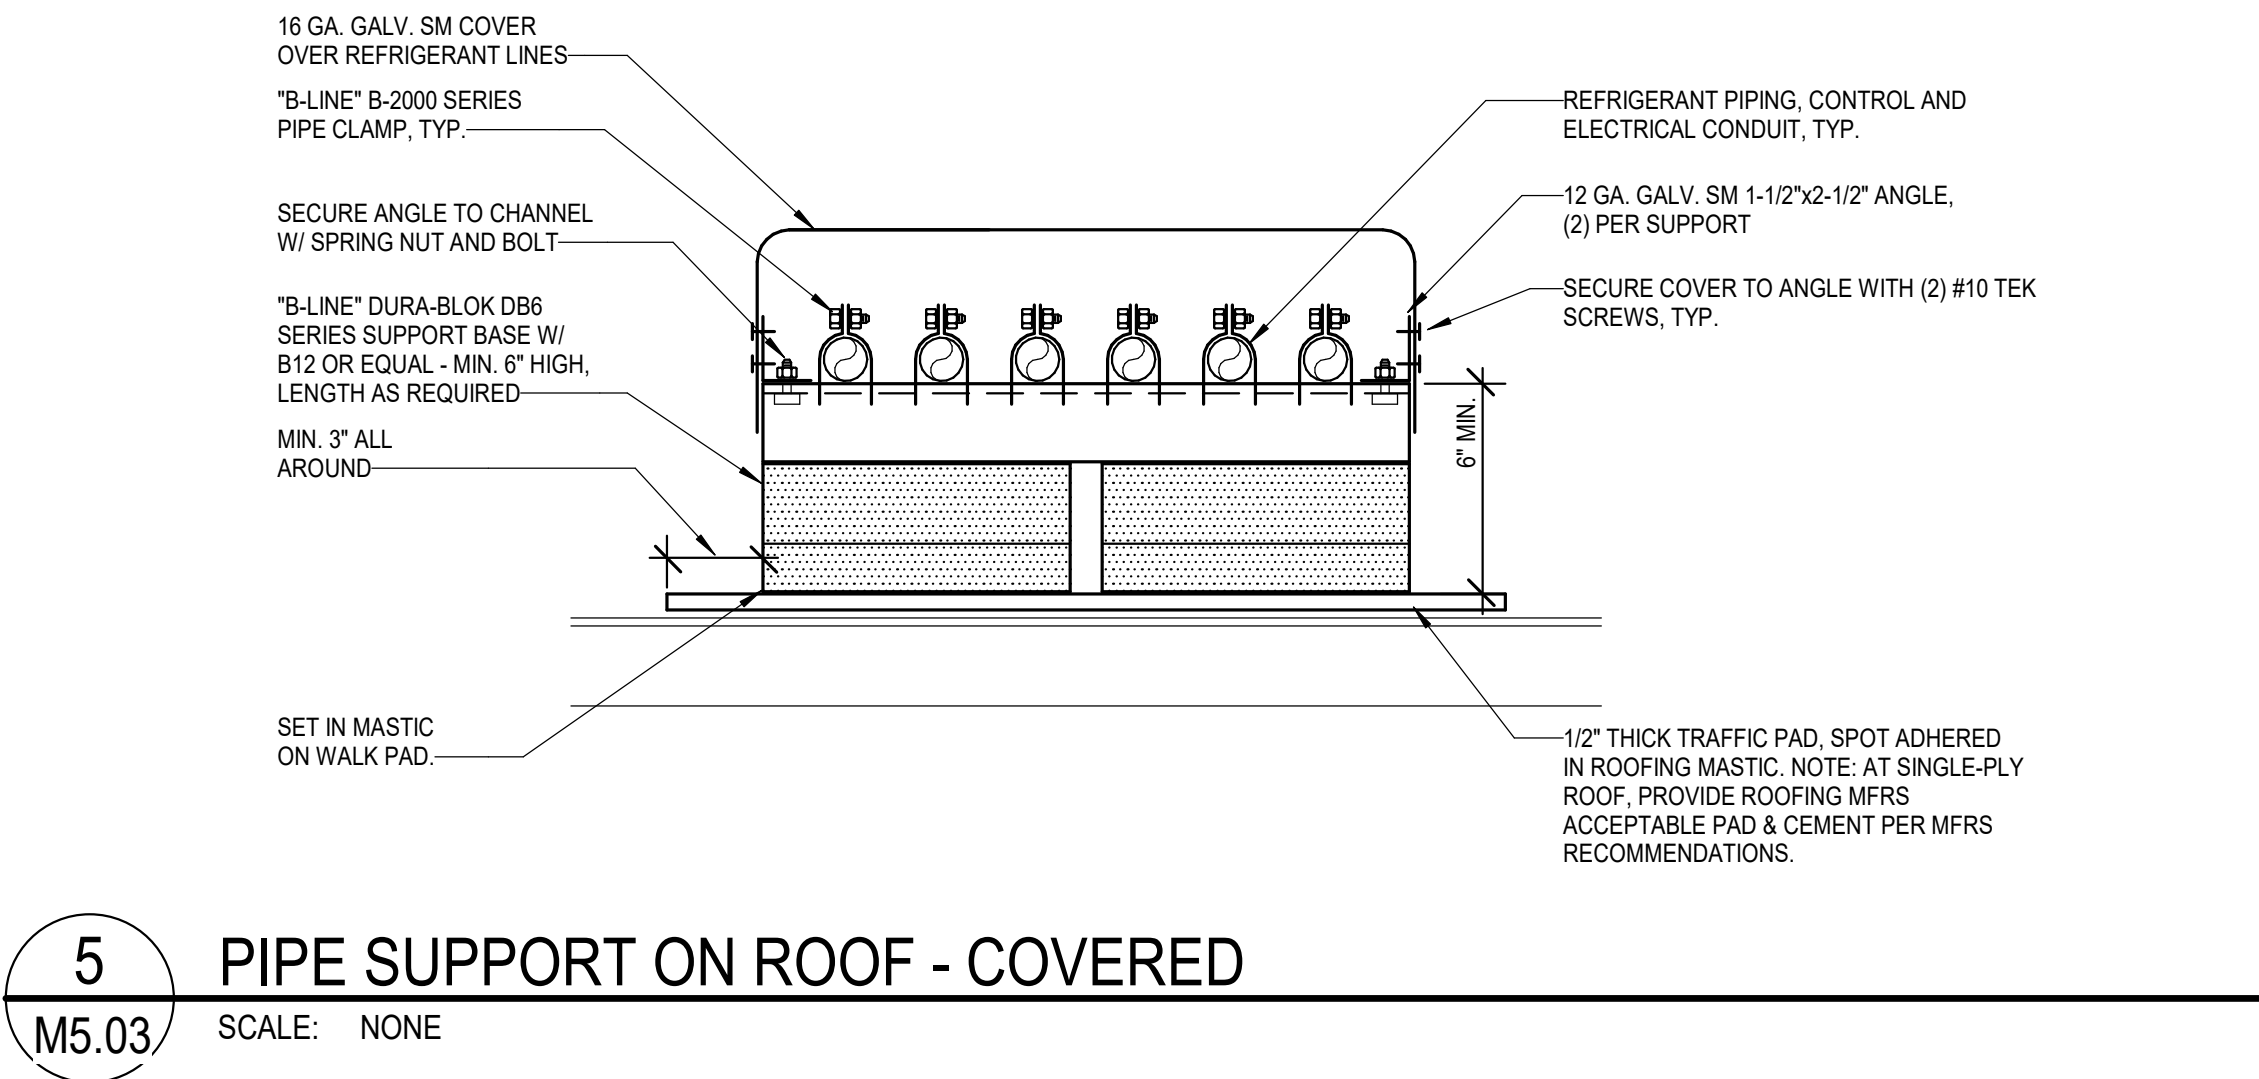 16 GA. GALV. SM COVER
OVER REFRIGERANT LINES
"B-LINE" B-2000 SERIES
PIPE CLAMP, TYP.
SECURE ANGLE TO CHANNEL
W/ SPRING NUT AND BOLT
"B-LINE" DURA-BLOK DB6
SERIES SUPPORT BASE W/
B12 OR EQUAL - MIN. 6" HIGH,
LENGTH AS REQUIRED
MIN. 3" ALL
AROUND
SET IN MASTIC
ON WALK PAD.
REFRIGERANT PIPING, CONTROL AND
ELECTRICAL CONDUIT, TYP.
12 GA. GALV. SM 1-1/2"x2-1/2" ANGLE,
(2) PER SUPPORT
SECURE COVER TO ANGLE WITH (2) #10 TEK
SCREWS, TYP.
6" MIN.
1/2" THICK TRAFFIC PAD, SPOT ADHERED
IN ROOFING MASTIC. NOTE: AT SINGLE-PLY
ROOF, PROVIDE ROOFING MFRS
ACCEPTABLE PAD & CEMENT PER MFRS
RECOMMENDATIONS.
5
M5.03
PIPE SUPPORT ON ROOF - COVERED
SCALE: NONE